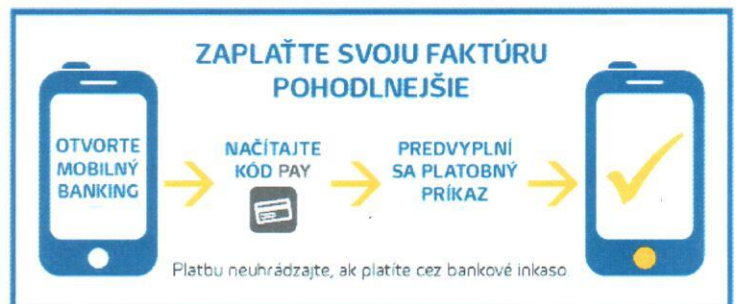 ZAPLAŤTE SVOJU FAKTÚRU
POHODLNEJŠIE
OTVORTE
MOBILNÝ
BANKING
NAČÍTAJTE
KÓD PAY
PREDVYPLNÍ
SA PLATOBNÝ
PRÍKAZ
Platbu neuhrádzajte, ak platíte cez bankové inkaso.